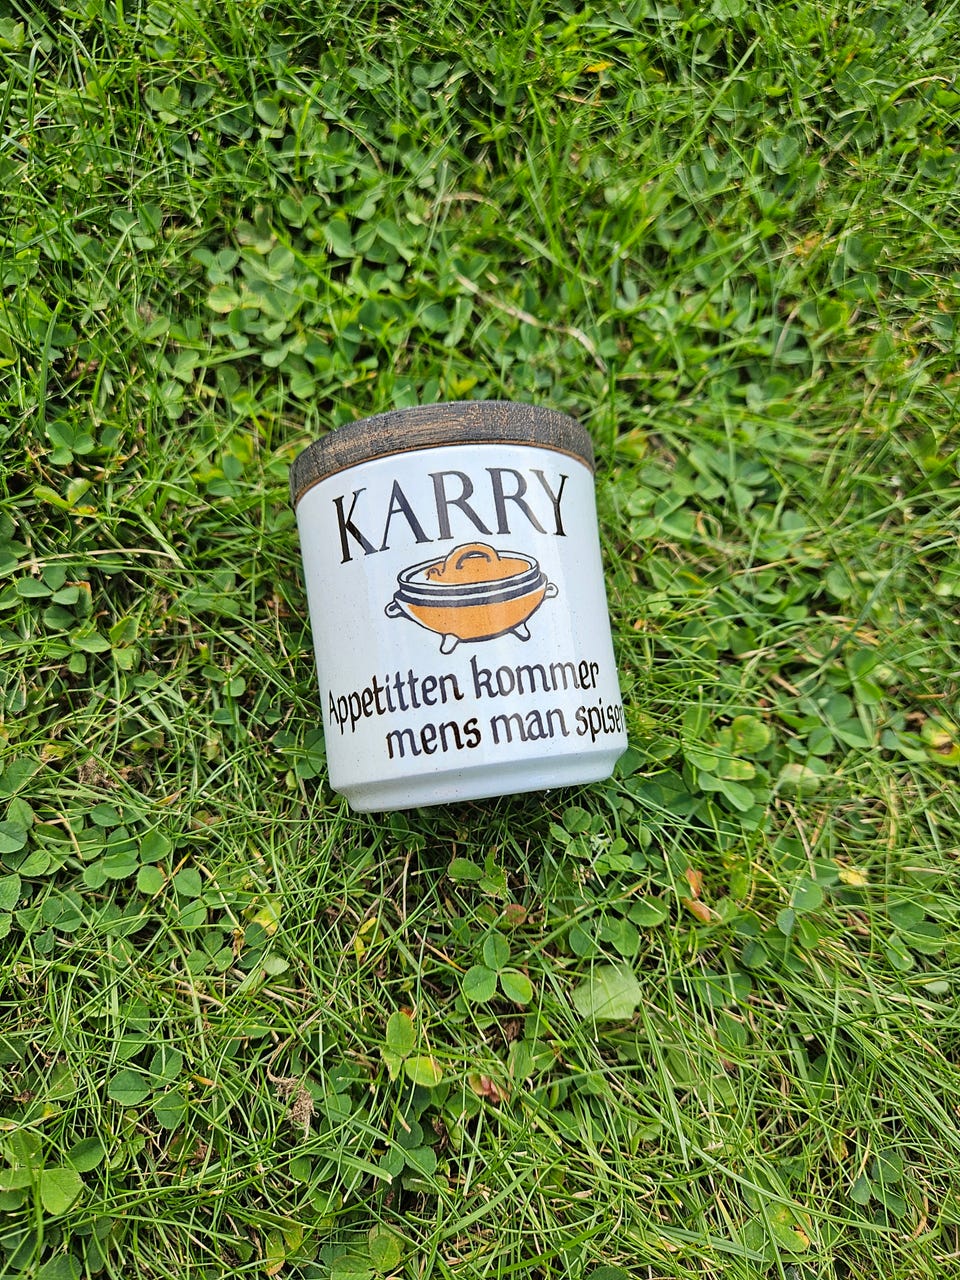 KARRY
Appetitten kommer
mens man spiser